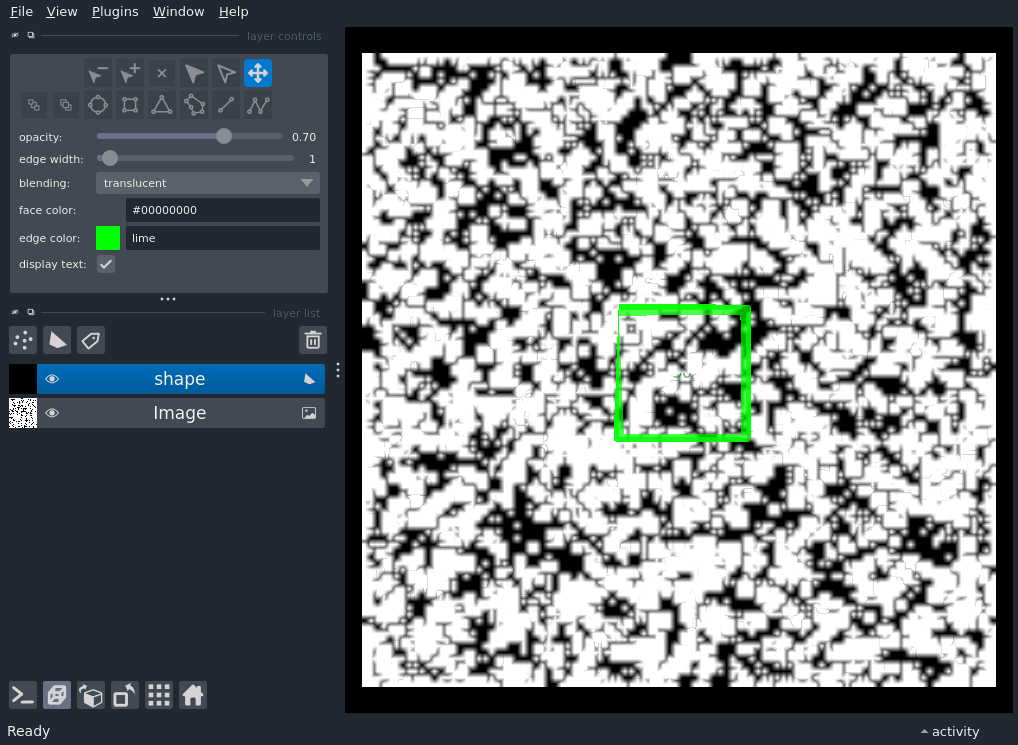 File View Plugins Window Help
layer controls
opacity: 0.70
edge width: 1
blending: translucent
face color: #00000000
edge color: lime
display text:
layer list
shape
Image
Ready
activity